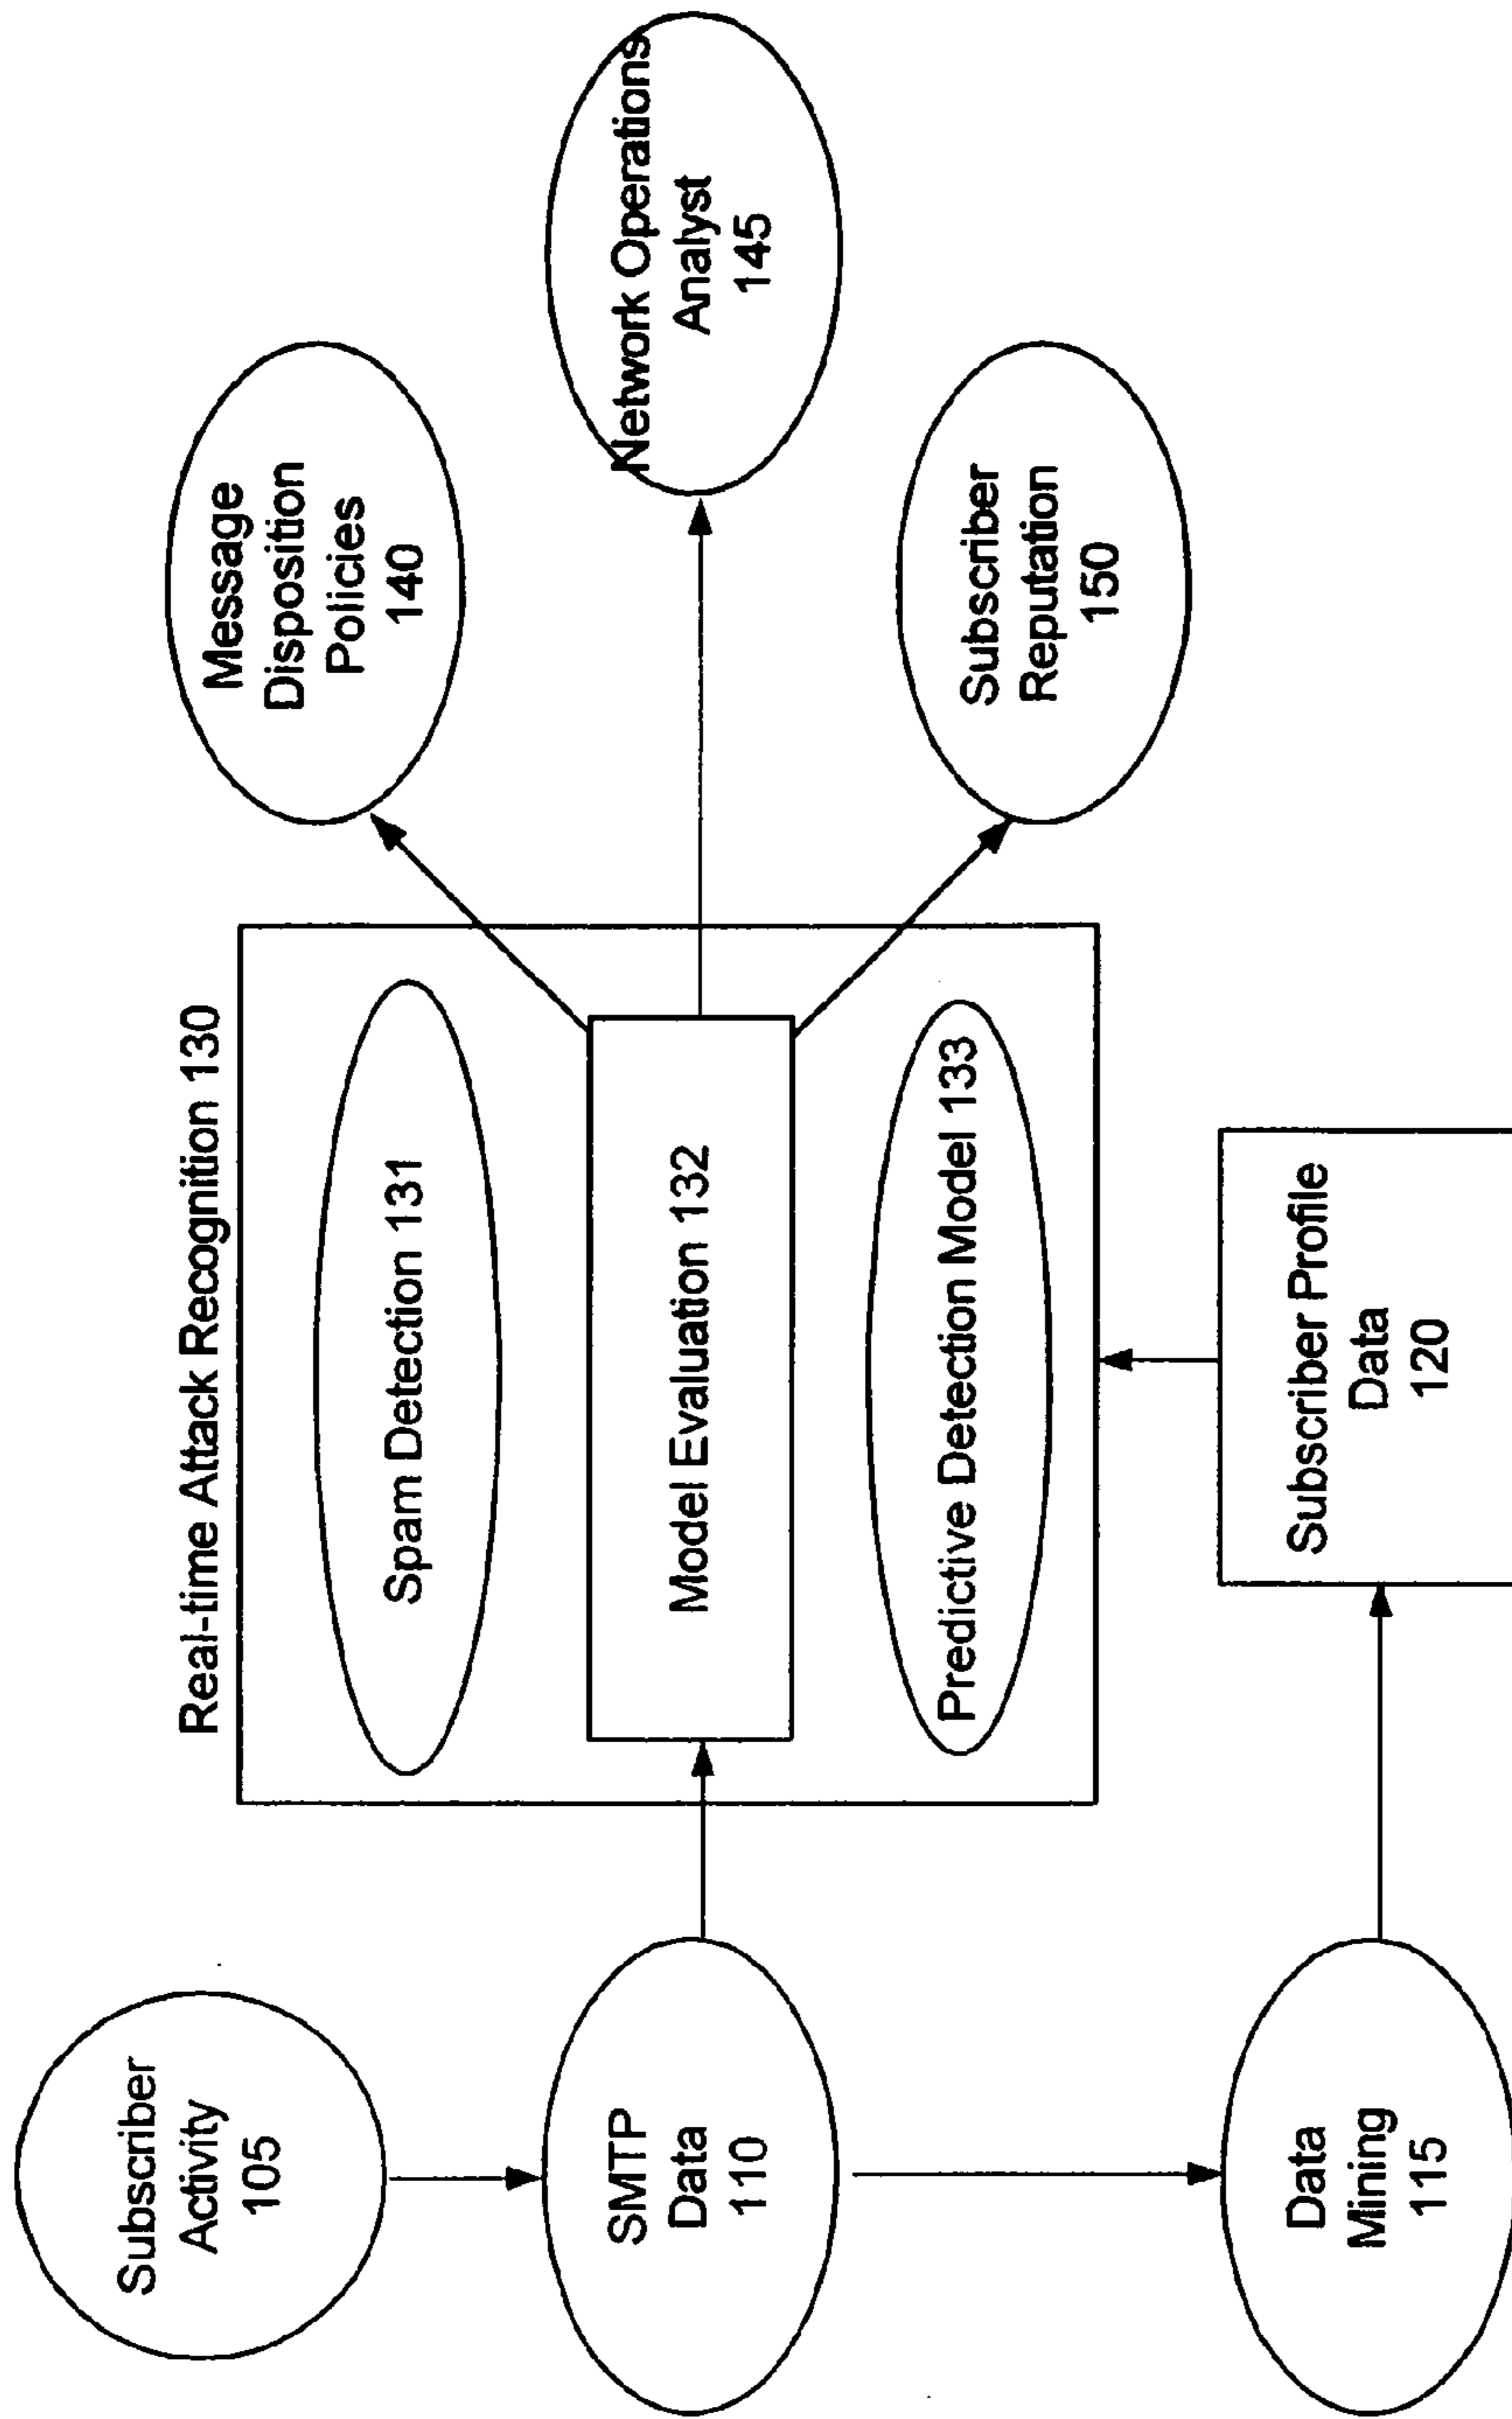 Subscriber
Activity
105
SMTP
Data
110
Data
Mining
115
Real-time Attack Recognition 130
Spam Detection 131
Model Evaluation 132
Predictive Detection Model 133
Subscriber Profile
Data
120
Message
Disposition
Policies
140
Network Operations
Analyst
145
Subscriber
Reputation
150